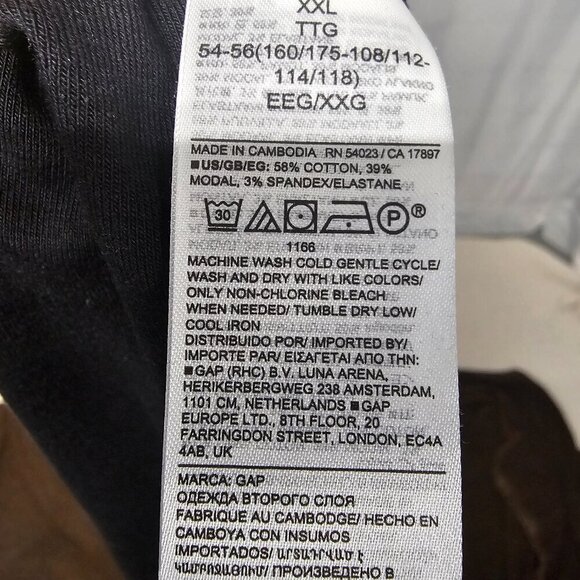 XXL
TTG
54-56(160/175-108/112-
114/118)
EEG/XXG
MADE IN CAMBODIA RN 54023 / CA 17897
■US/GB/EG: 58% COTTON, 39%
MODAL, 3% SPANDEX/ELASTANE
30 P®
1166
MACHINE WASH COLD GENTLE CYCLE/
WASH AND DRY WITH LIKE COLORS/
ONLY NON-CHLORINE BLEACH
WHEN NEEDED/ TUMBLE DRY LOW/
COOL IRON
DISTRIBUIDO POR/ IMPORTED BY/
IMPORTE PAR/ ΕΙΣΑΓΕΤΑΙ ΑΠΟ ΤΗΝ:
■GAP (RHC) B.V. LUNA ARENA,
HERIKERBERGWEG 238 AMSTERDAM,
1101 CM, NETHERLANDS ■GAP
EUROPE LTD., 8TH FLOOR, 20
FARRINGDON STREET, LONDON, EC4A
4AB, UK
MARCA: GAP
ОДЕЖДА ВТОРОГО СЛОЯ
FABRIQUE AU CAMBODGE/ HECHO EN
CAMBOYA CON INSUMOS
IMPORTADOS/ ԱՐՏԱԴՐՎԱԾ Է
ԿԱՄԲՈՋԱՅՈՒՄ/ ПРОИЗВЕДЕНО В